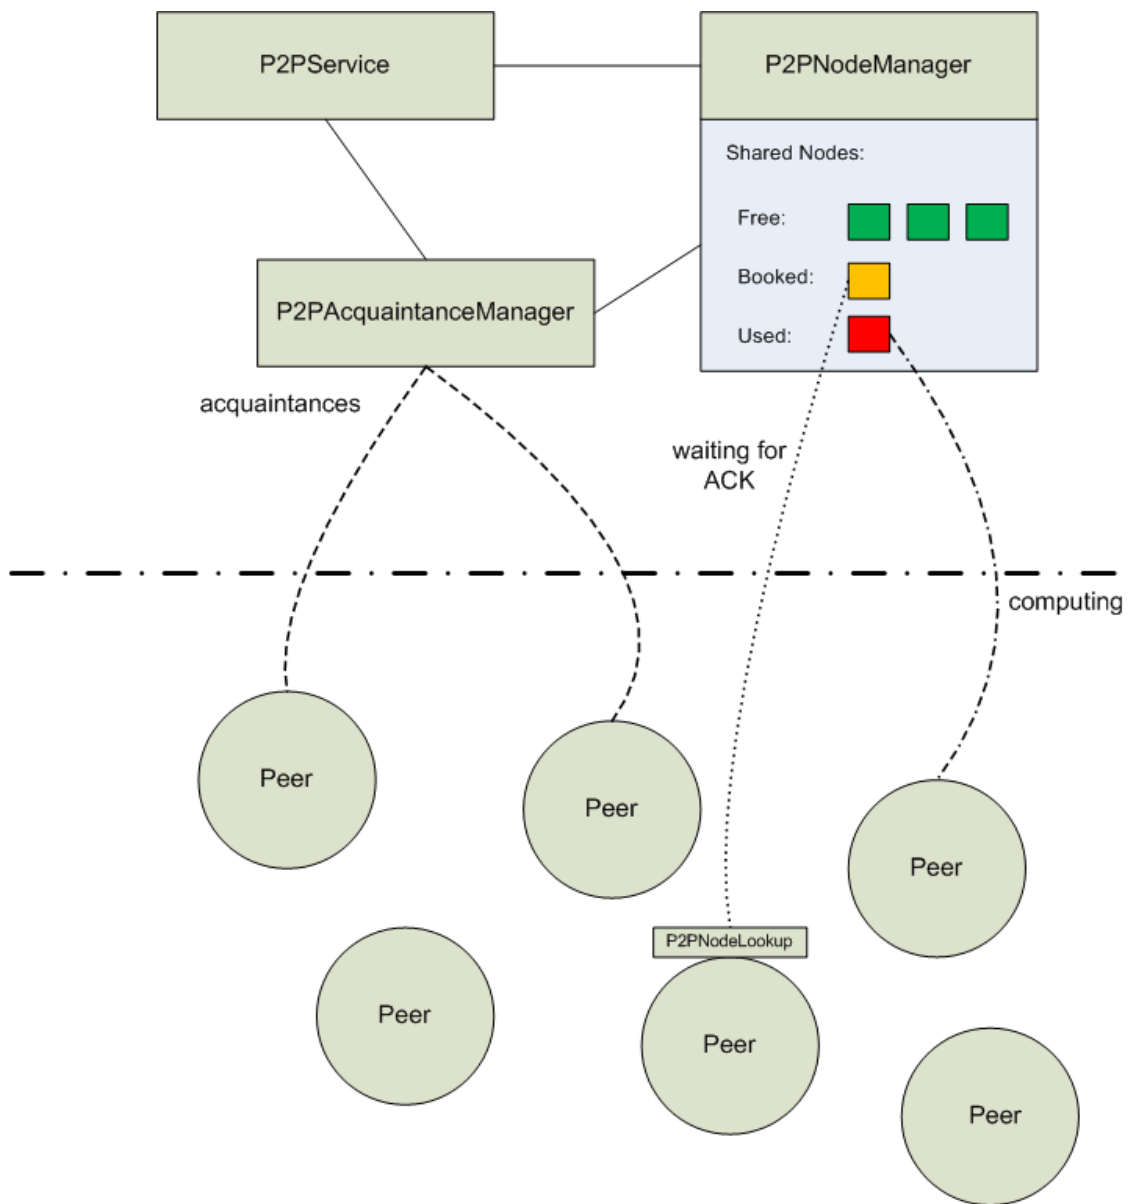 P2PService
P2PNodeManager
Shared Nodes:
Free:
Booked:
Used:
P2PAcquaintanceManager
acquaintances
waiting for
ACK
computing
Peer
Peer
Peer
P2PNodeLookup
Peer
Peer
Peer